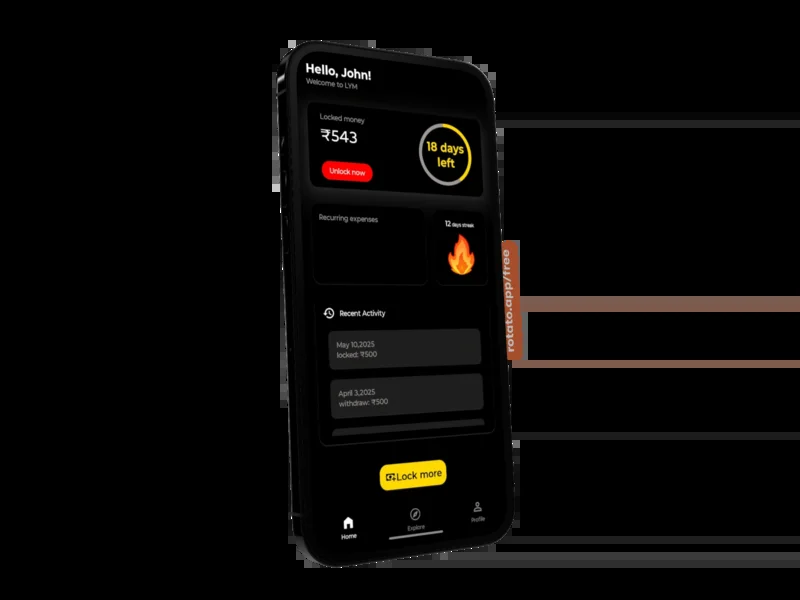 Hello, John!
Welcome to LYM
Locked money
₹543
Unlock now
18 days
left
Recurring expenses
12 days streak
Recent Activity
May 10,2025
locked: ₹500
April 3,2025
withdraw: ₹500
Lock more
Home
Explore
Profile
rotato.app/free